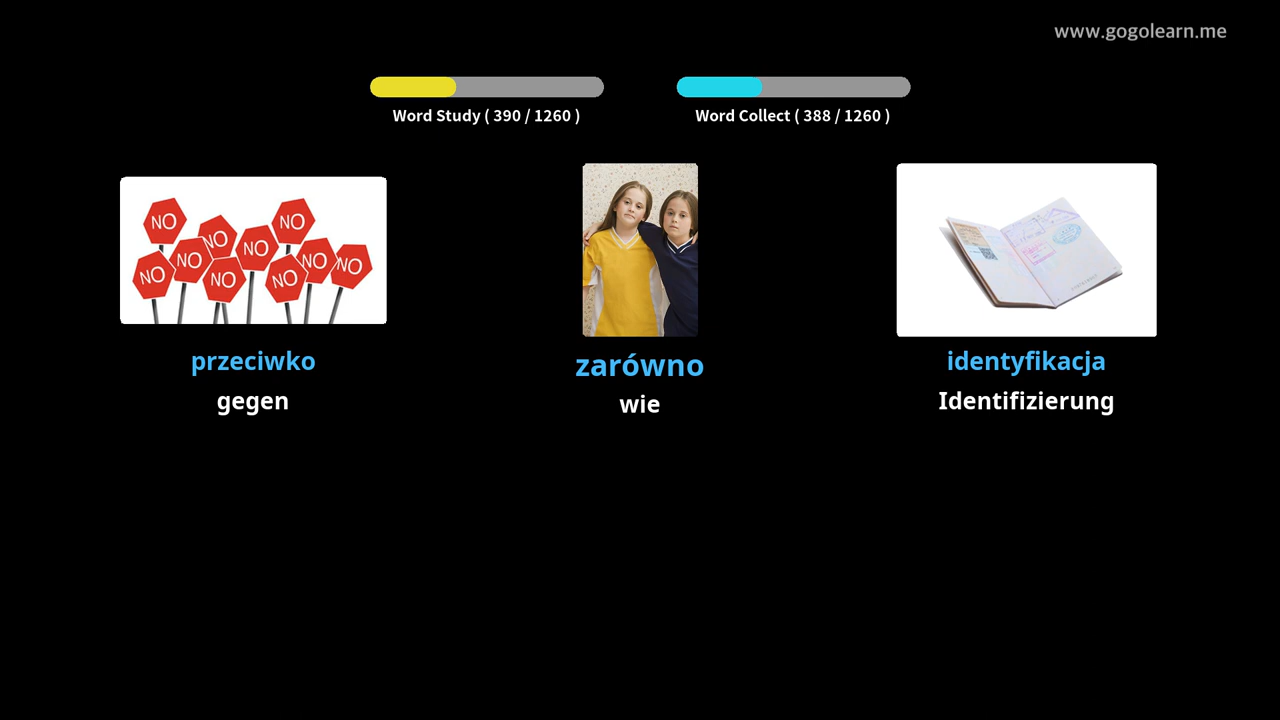 www.gogolearn.me
Word Study ( 390 / 1260 )
Word Collect ( 388 / 1260 )
NO
NO
NO
NO
NO
NO
NO
NO
NO
NO
przeciwko
zarówno
identyfikacja
gegen
wie
Identifizierung